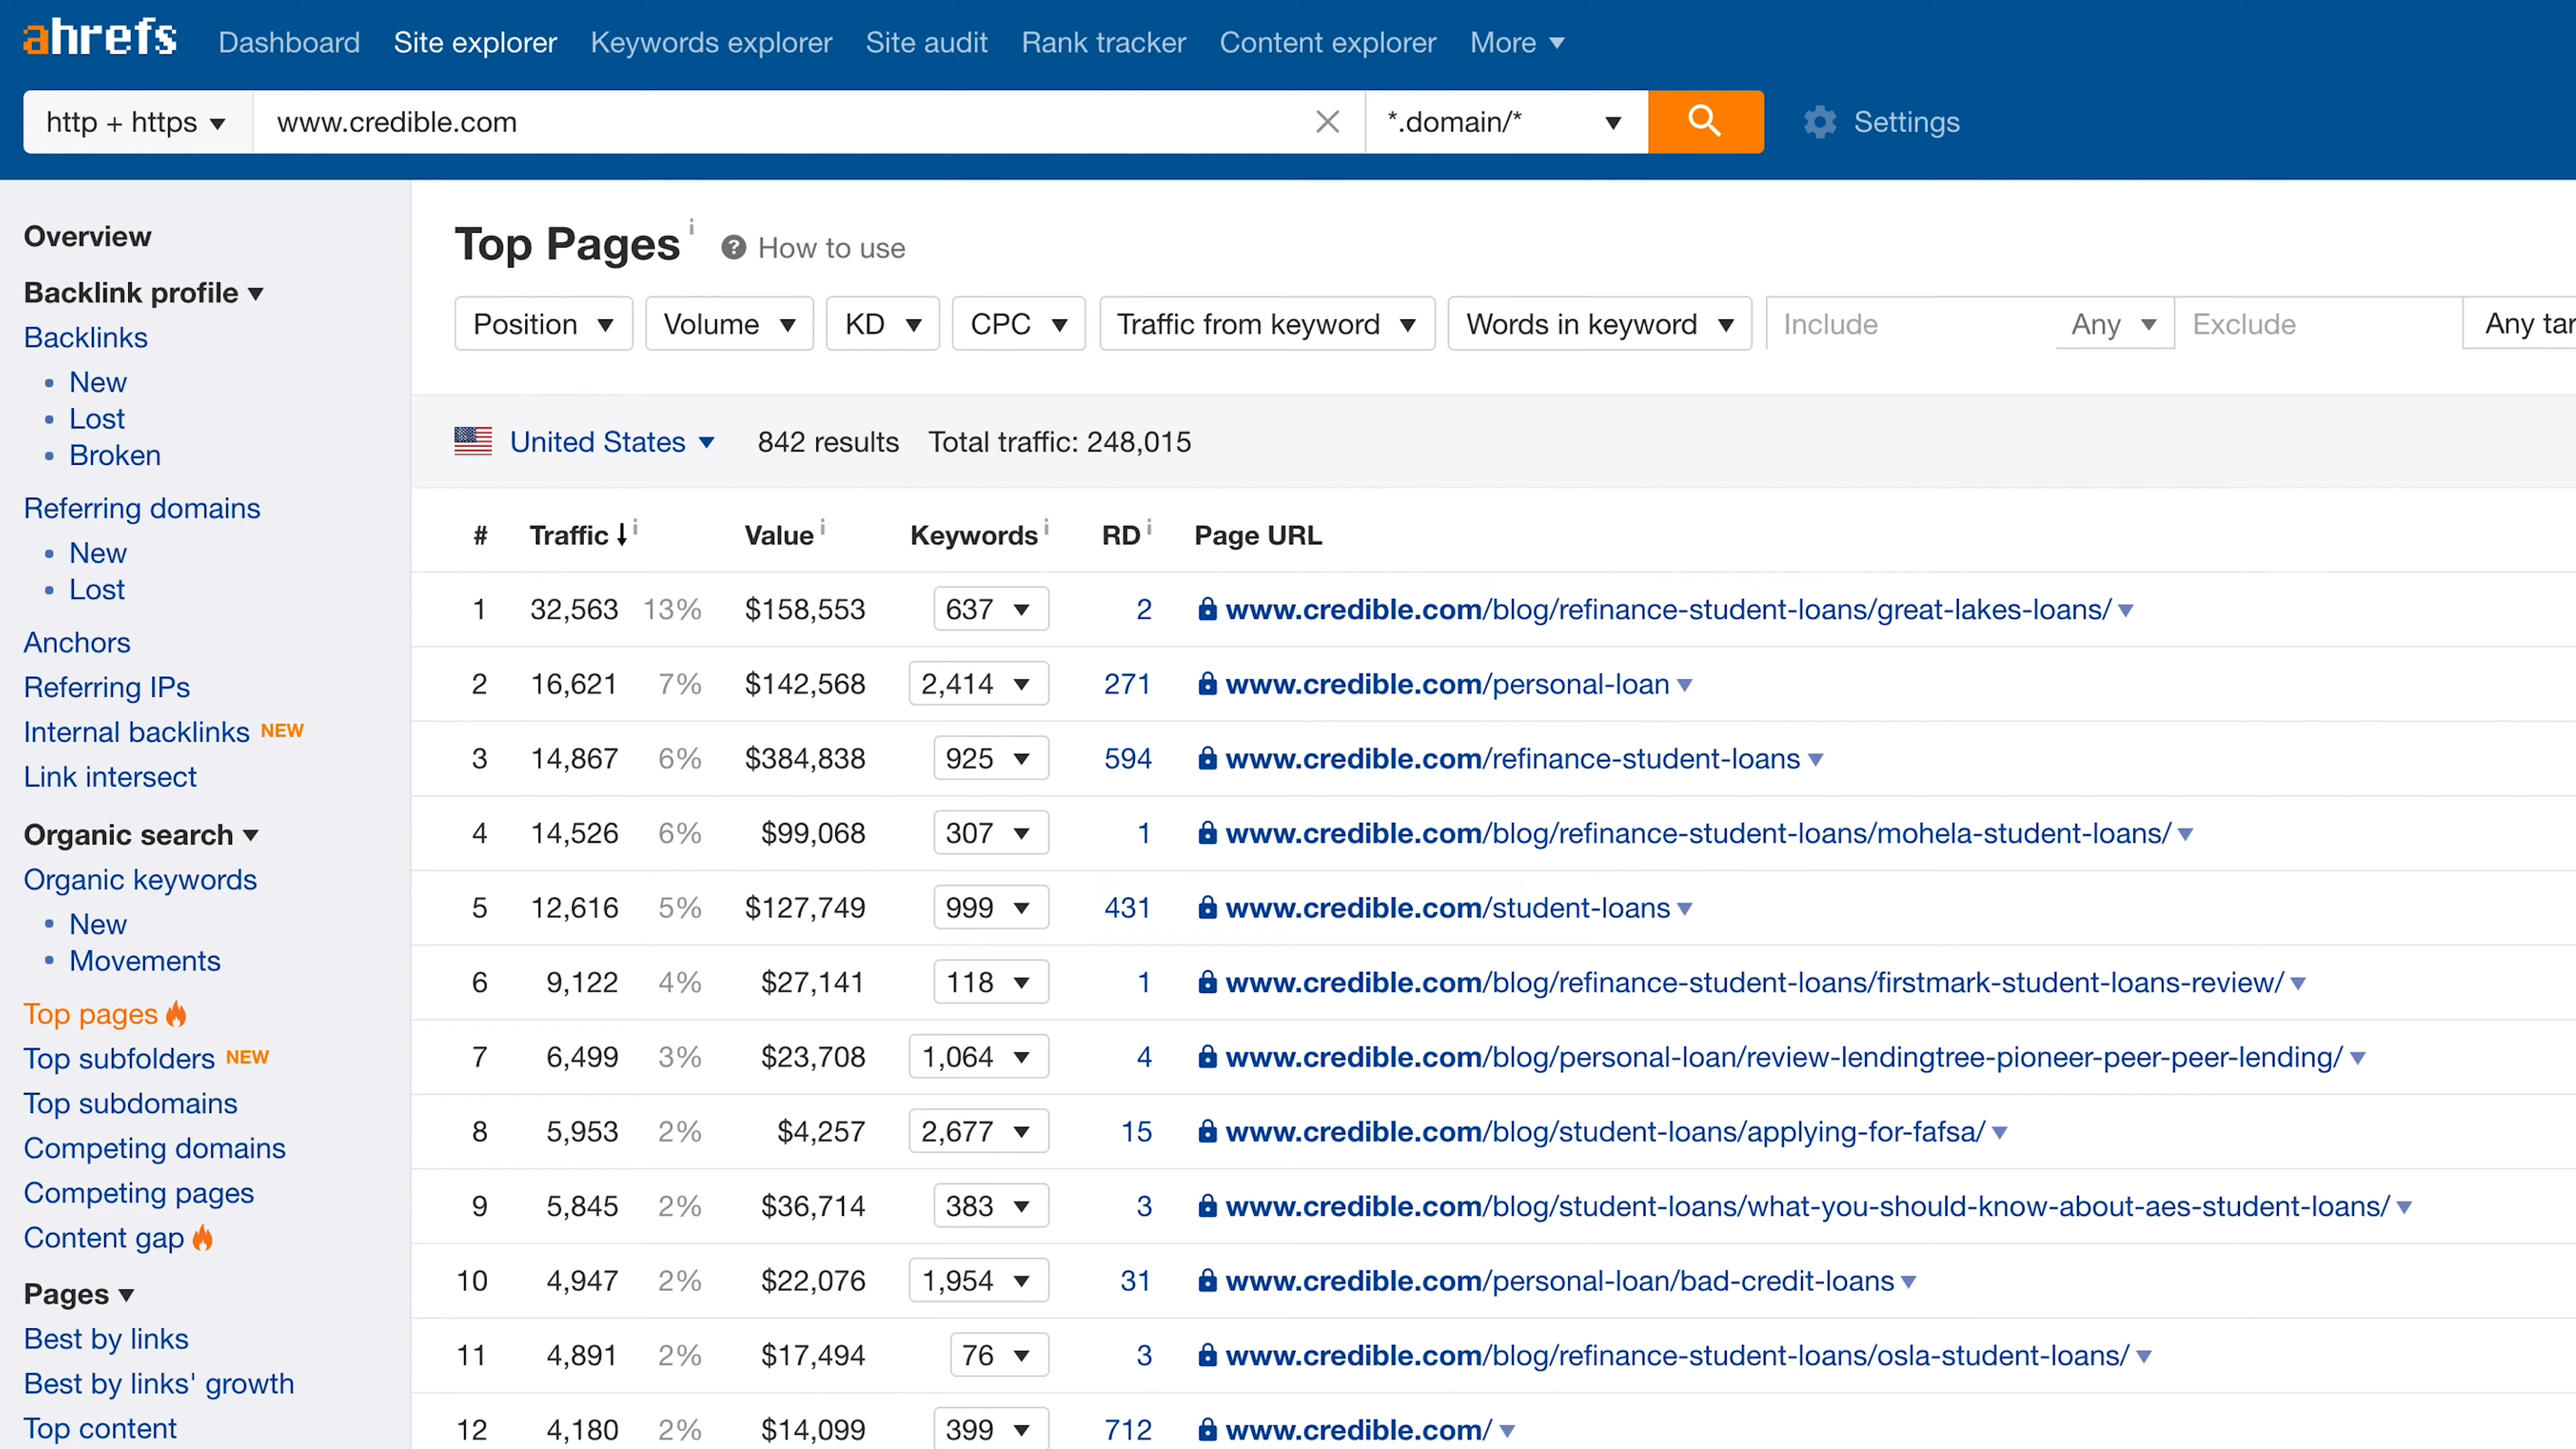 ahrefs Dashboard Site explorer Keywords explorer Site audit Rank tracker Content explorer More
http + https www.credible.com *.domain/* Settings
Overview
Backlink profile
Backlinks
• New
• Lost
• Broken
Referring domains
• New
• Lost
Anchors
Referring IPs
Internal backlinks NEW
Link intersect
Organic search
Organic keywords
• New
• Movements
Top pages
Top subfolders NEW
Top subdomains
Competing domains
Competing pages
Content gap
Pages
Best by links
Best by links' growth
Top content
Top Pages i ? How to use
Position Volume KD CPC Traffic from keyword Words in keyword Include Any Exclude Any tar
United States 842 results Total traffic: 248,015
# Traffic i Value i Keywords i RD i Page URL
1 32,563 13% $158,553 637 2 www.credible.com/blog/refinance-student-loans/great-lakes-loans/
2 16,621 7% $142,568 2,414 271 www.credible.com/personal-loan
3 14,867 6% $384,838 925 594 www.credible.com/refinance-student-loans
4 14,526 6% $99,068 307 1 www.credible.com/blog/refinance-student-loans/mohela-student-loans/
5 12,616 5% $127,749 999 431 www.credible.com/student-loans
6 9,122 4% $27,141 118 1 www.credible.com/blog/refinance-student-loans/firstmark-student-loans-review/
7 6,499 3% $23,708 1,064 4 www.credible.com/blog/personal-loan/review-lendingtree-pioneer-peer-peer-lending/
8 5,953 2% $4,257 2,677 15 www.credible.com/blog/student-loans/applying-for-fafsa/
9 5,845 2% $36,714 383 3 www.credible.com/blog/student-loans/what-you-should-know-about-aes-student-loans/
10 4,947 2% $22,076 1,954 31 www.credible.com/personal-loan/bad-credit-loans
11 4,891 2% $17,494 76 3 www.credible.com/blog/refinance-student-loans/osla-student-loans/
12 4,180 2% $14,099 399 712 www.credible.com/